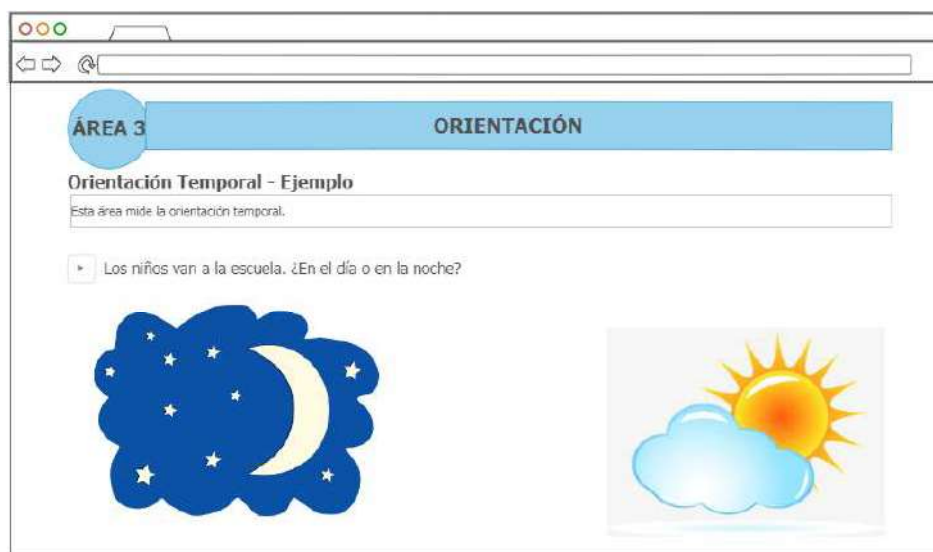 ÁREA 3
ORIENTACIÓN
Orientación Temporal - Ejemplo
Esta área mide la orientación temporal.
Los niños van a la escuela. ¿En el día o en la noche?